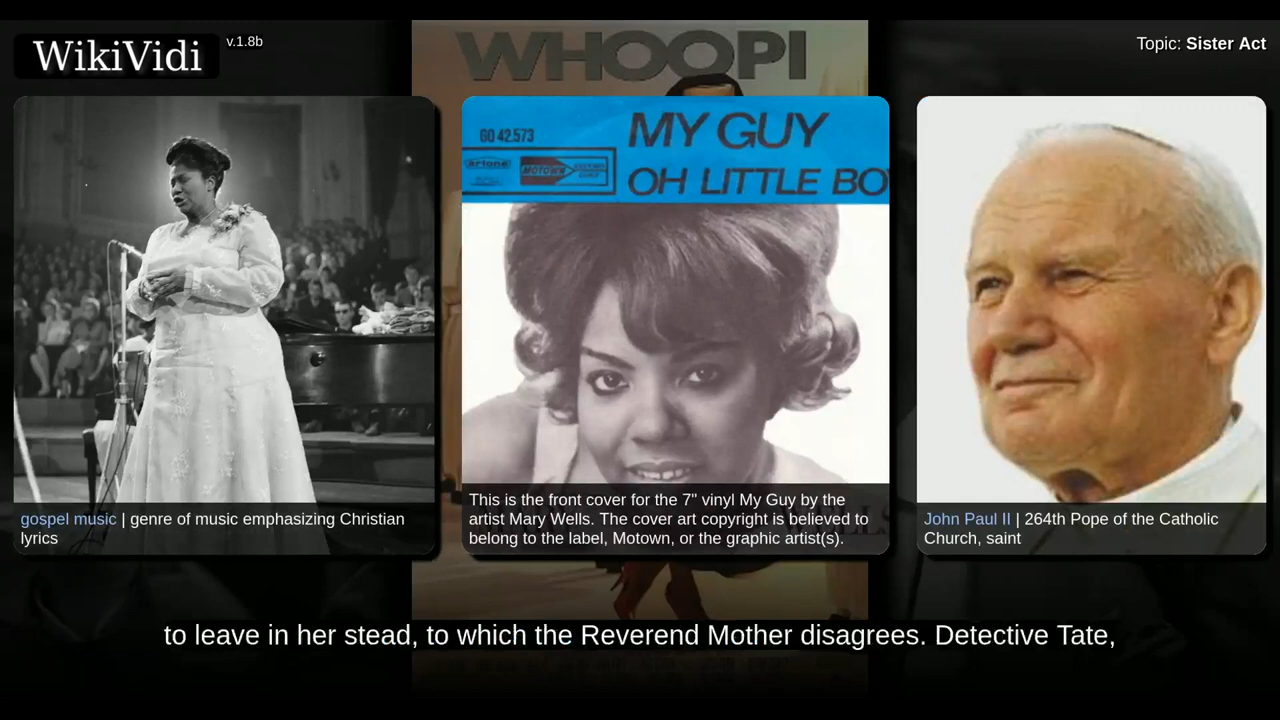 WikiVidi
v.1.8b
Topic: Sister Act
WHOOPI
GO 42.573
artone
MOTOWN
MY GUY
OH LITTLE BO
gospel music | genre of music emphasizing Christian
lyrics
This is the front cover for the 7" vinyl My Guy by the
artist Mary Wells. The cover art copyright is believed to
belong to the label, Motown, or the graphic artist(s).
John Paul II | 264th Pope of the Catholic
Church, saint
to leave in her stead, to which the Reverend Mother disagrees. Detective Tate,